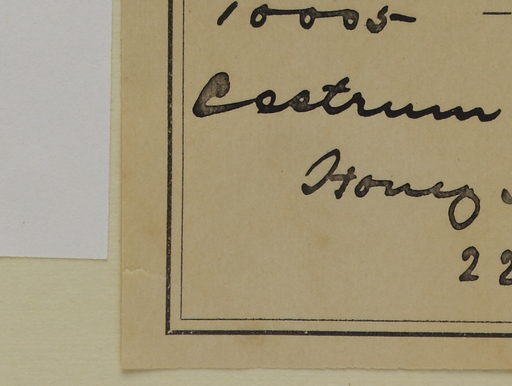 10005 —
Cestrum
Honey
22